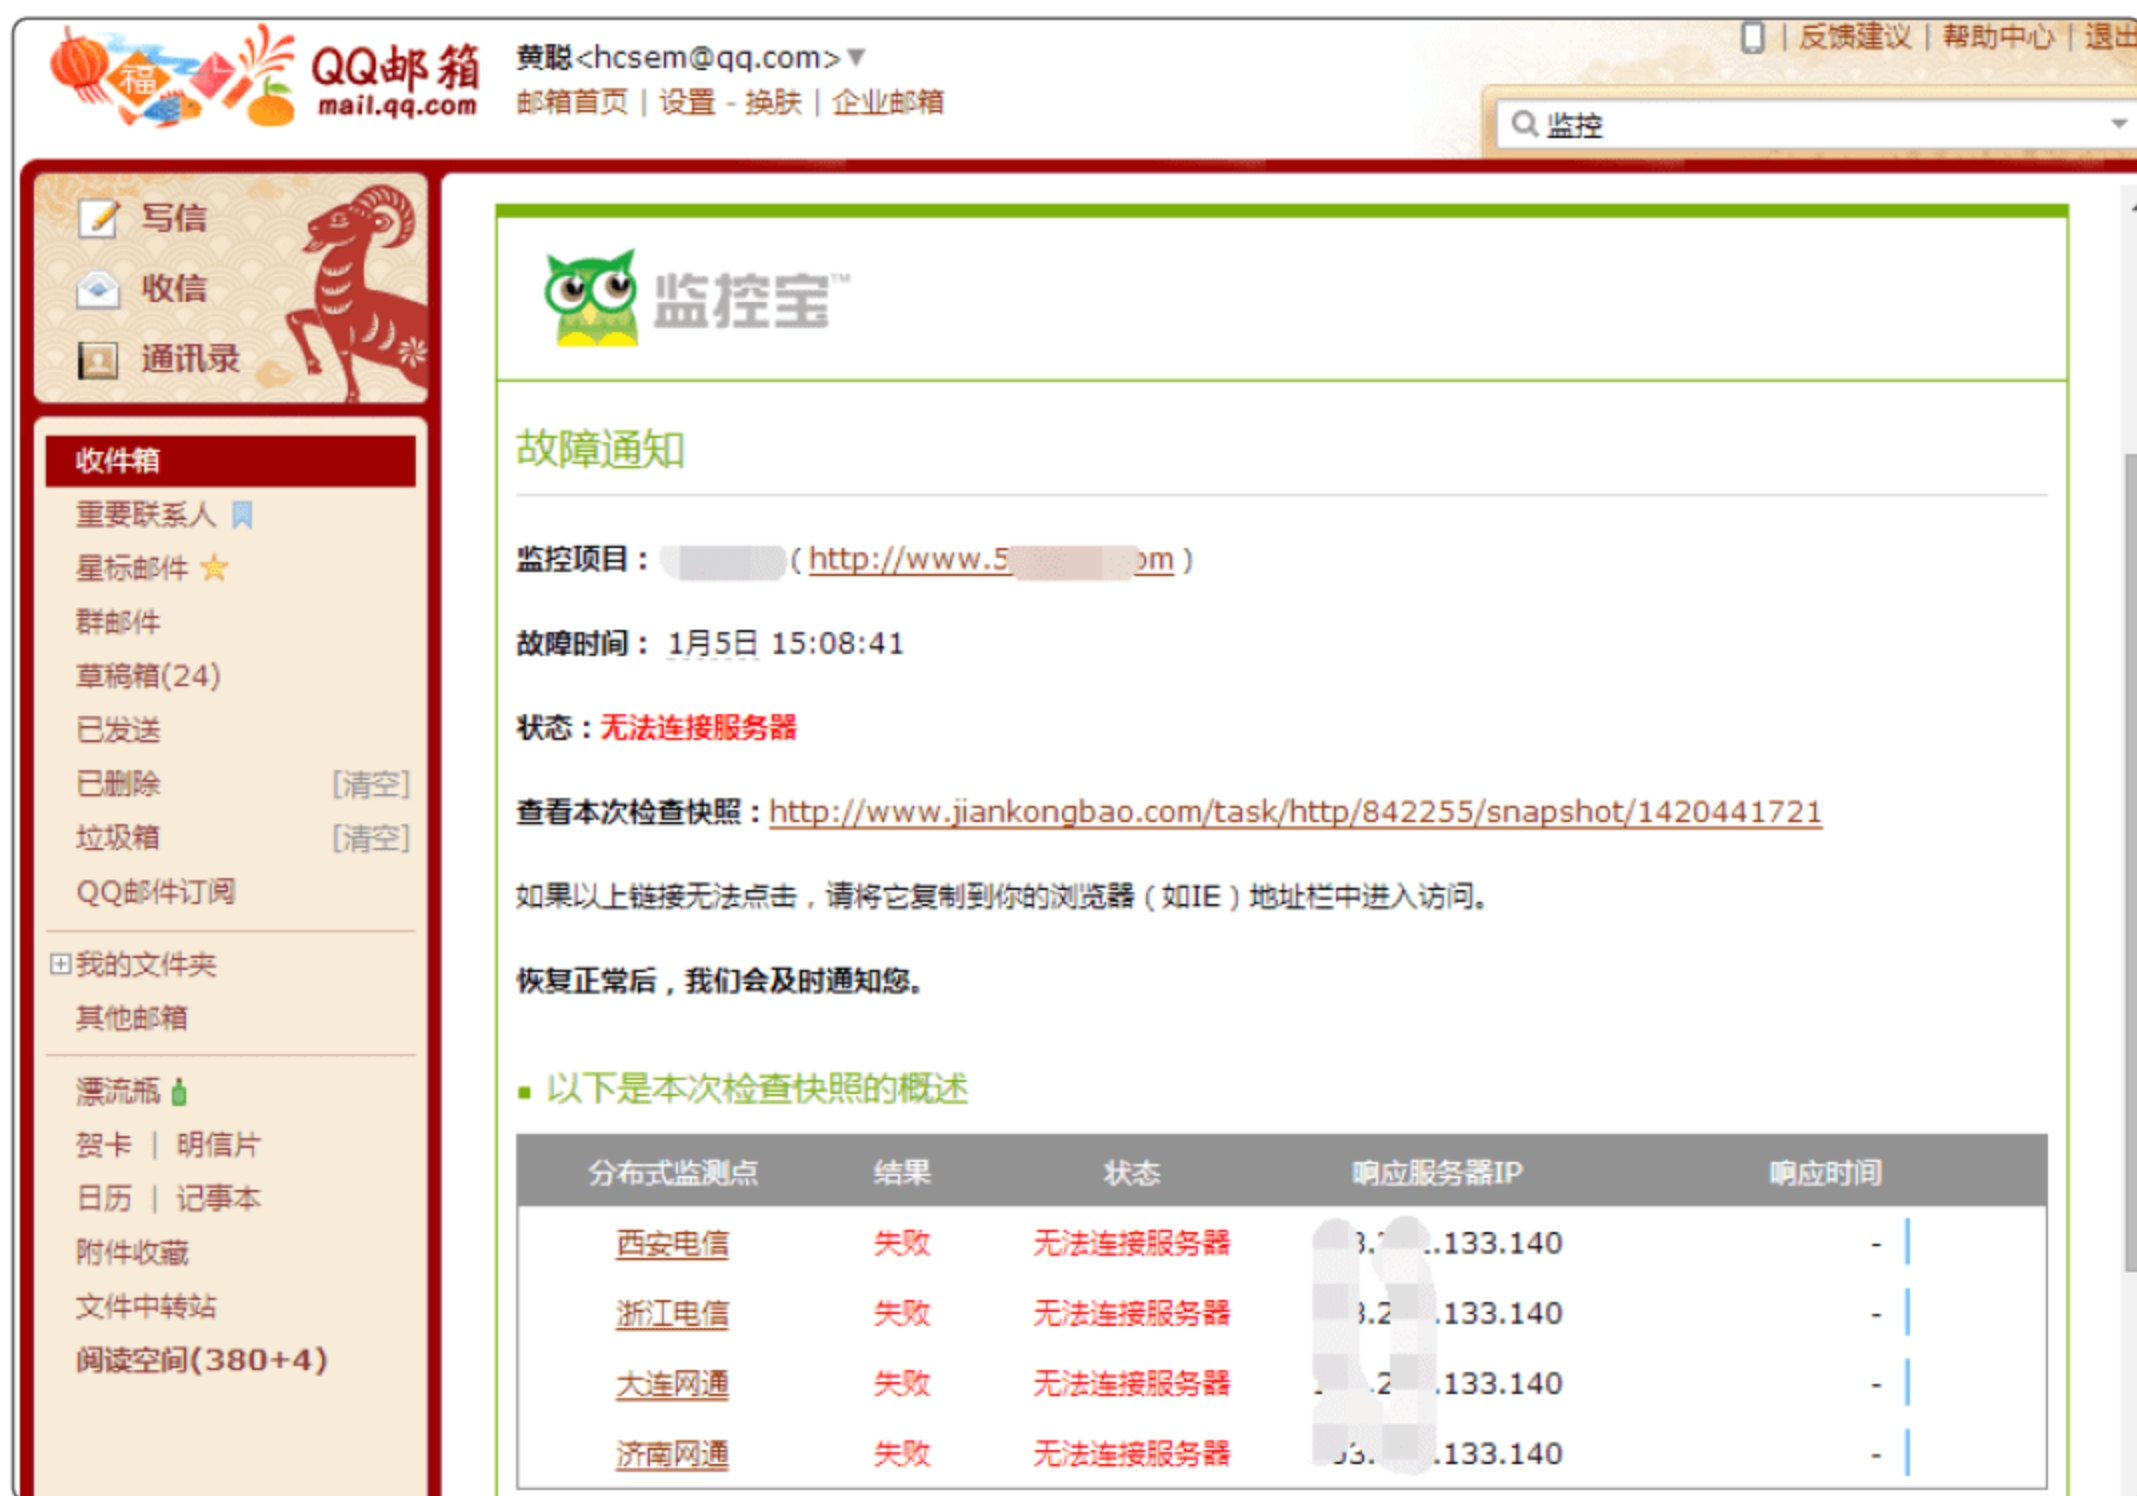 福
QQ邮箱
mail.qq.com
黄聪<hcsem@qq.com>
邮箱首页 | 设置 - 换肤 | 企业邮箱
| 反馈建议 | 帮助中心 | 退出
监控
写信
收信
通讯录
收件箱
重要联系人
星标邮件
群邮件
草稿箱(24)
已发送
已删除 [清空]
垃圾箱 [清空]
QQ邮件订阅
我的文件夹
其他邮箱
漂流瓶
贺卡 | 明信片
日历 | 记事本
附件收藏
文件中转站
阅读空间(380+4)
监控宝™
故障通知
监控项目： ( http://www.5 om )
故障时间： 1月5日 15:08:41
状态：无法连接服务器
查看本次检查快照：http://www.jiankongbao.com/task/http/842255/snapshot/1420441721
如果以上链接无法点击，请将它复制到你的浏览器（如IE）地址栏中进入访问。
恢复正常后，我们会及时通知您。
以下是本次检查快照的概述
分布式监测点 结果 状态 响应服务器IP 响应时间
西安电信 失败 无法连接服务器 .133.140 -
浙江电信 失败 无法连接服务器 .133.140 -
大连网通 失败 无法连接服务器 .133.140 -
济南网通 失败 无法连接服务器 .133.140 -